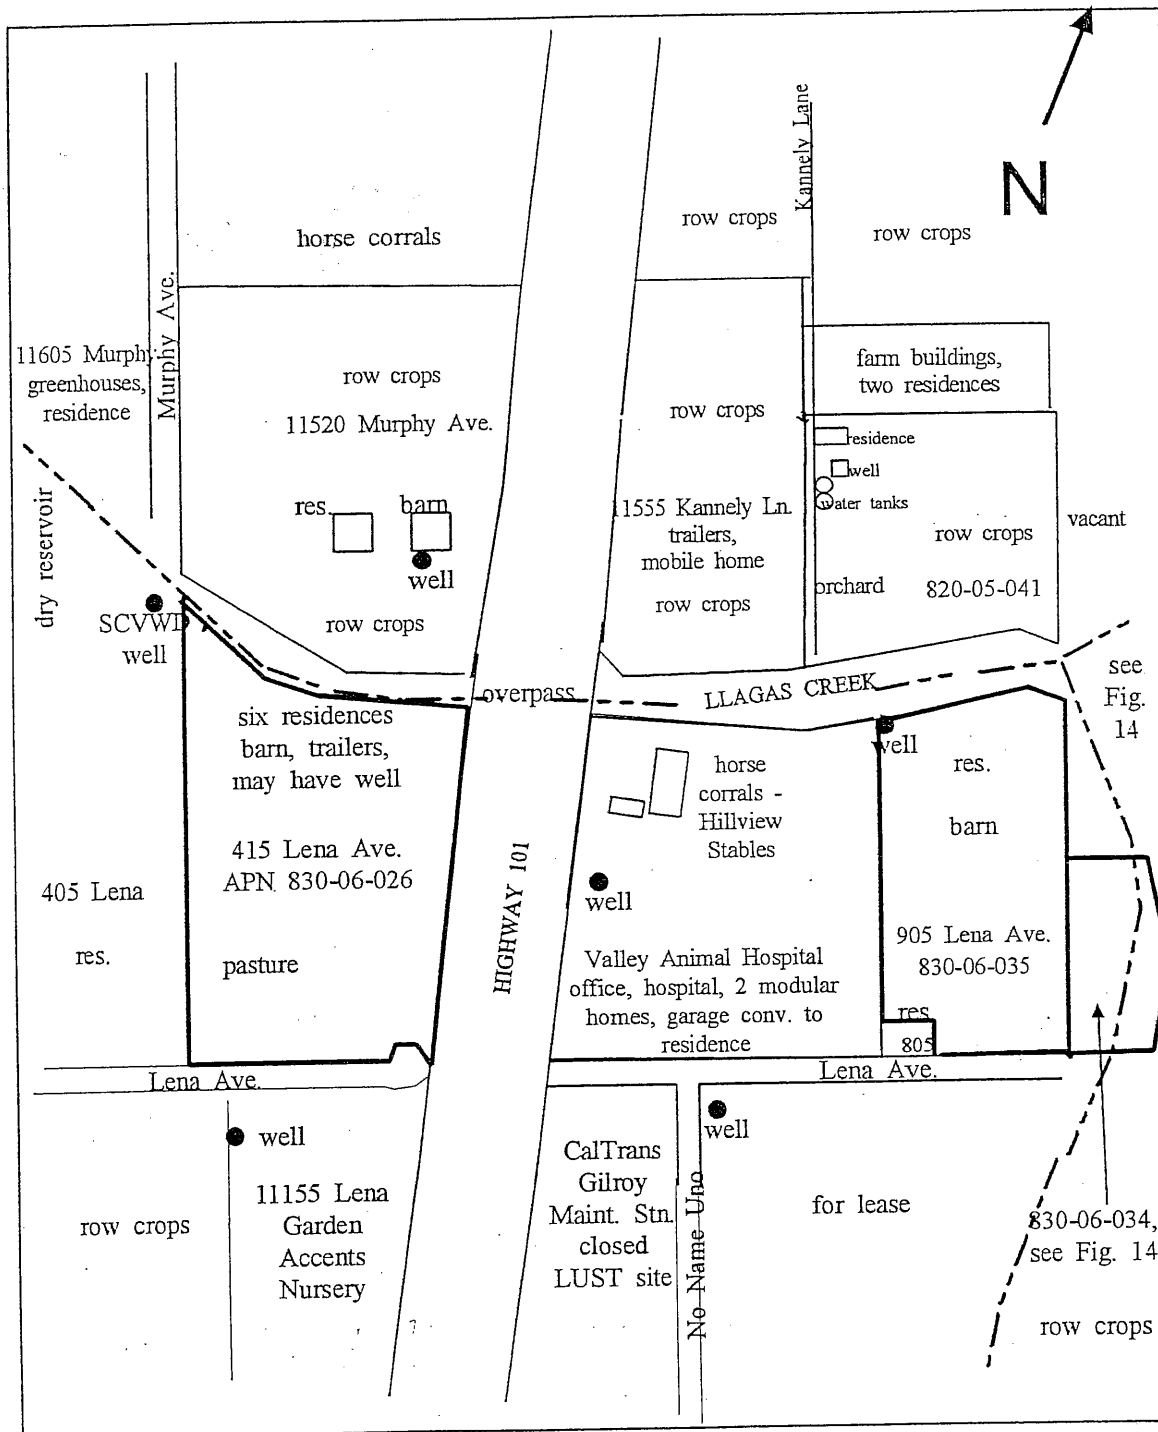 N
Kannely Lane
row crops
row crops
horse corrals
Murphy Ave.
11605 Murphy
greenhouses,
residence
row crops
11520 Murphy Ave.
farm buildings,
two residences
row crops
residence
well
water tanks
res.
barn
well
row crops
11555 Kannely Ln.
trailers,
mobile home
row crops
row crops
vacant
orchard
820-05-041
dry reservoir
SCVWD
well
overpass
LLAGAS CREEK
see
Fig.
14
six residences
barn, trailers,
may have well
415 Lena Ave.
APN 830-06-026
pasture
405 Lena
res.
HIGHWAY 101
horse
corrals -
Hillview
Stables
well
well
res.
barn
905 Lena Ave.
830-06-035
Valley Animal Hospital
office, hospital, 2 modular
homes, garage conv. to
residence
res
805
Lena Ave.
Lena Ave.
well
11155 Lena
Garden
Accents
Nursery
row crops
CalTrans
Gilroy
Maint. Stn.
closed
LUST site
No Name Uno
well
for lease
830-06-034,
see Fig. 14
row crops